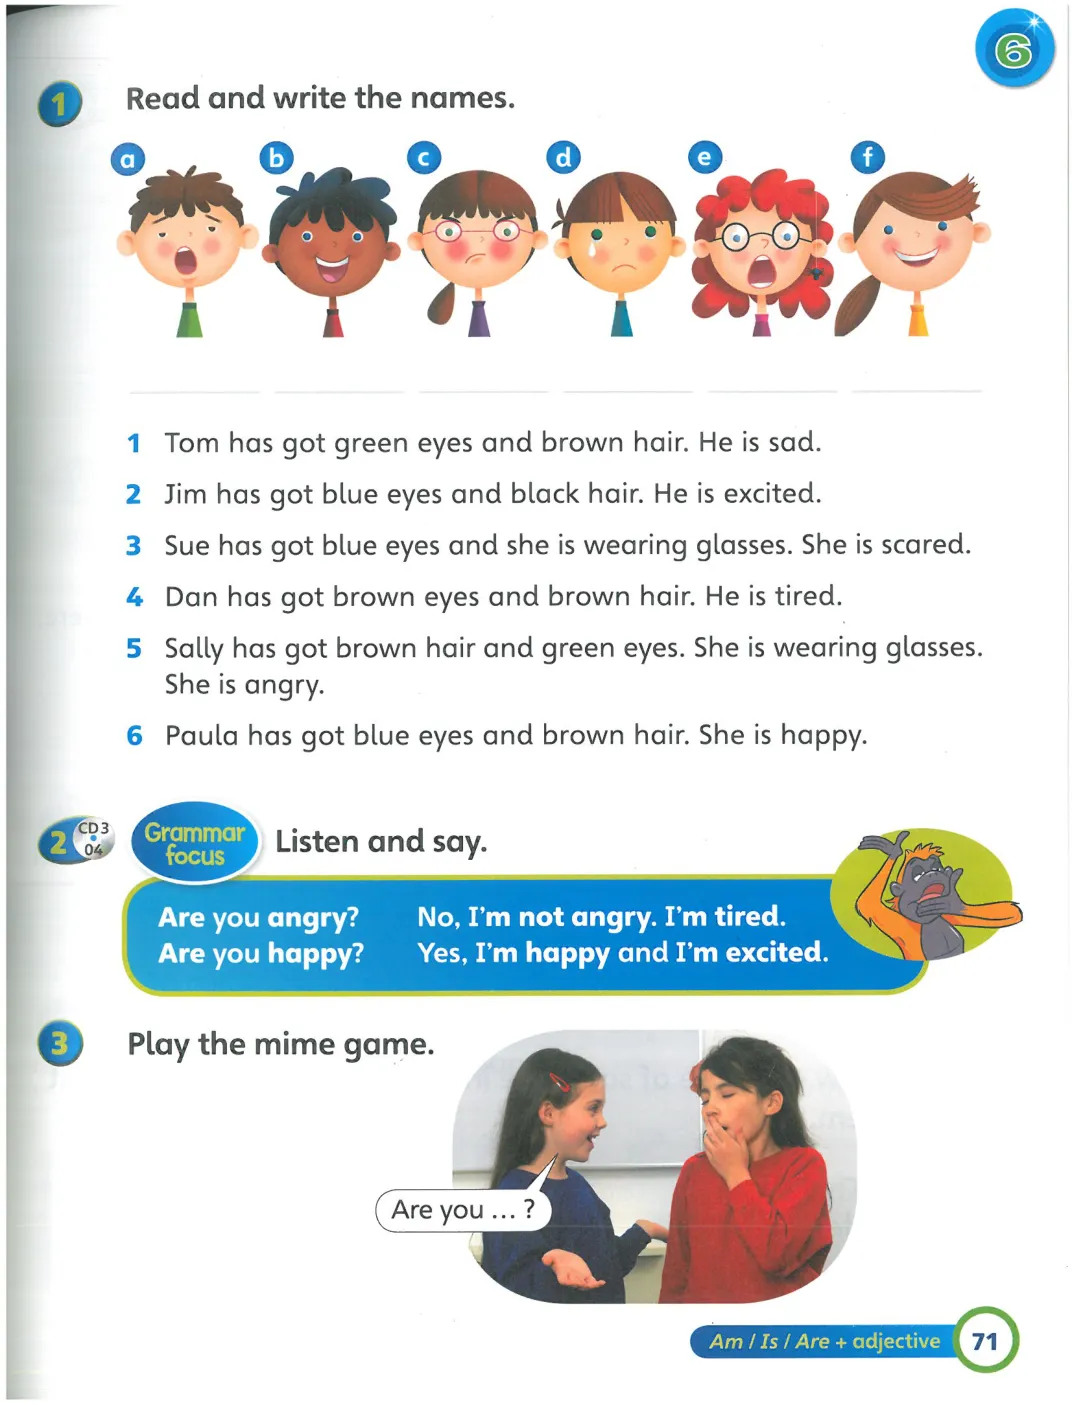 6
1 Read and write the names.
a b c d e f
1 Tom has got green eyes and brown hair. He is sad.
2 Jim has got blue eyes and black hair. He is excited.
3 Sue has got blue eyes and she is wearing glasses. She is scared.
4 Dan has got brown eyes and brown hair. He is tired.
5 Sally has got brown hair and green eyes. She is wearing glasses.
She is angry.
6 Paula has got blue eyes and brown hair. She is happy.
2 CD3 04 Grammar focus Listen and say.
Are you angry? No, I'm not angry. I'm tired.
Are you happy? Yes, I'm happy and I'm excited.
3 Play the mime game.
Are you ... ?
Am / Is / Are + adjective 71